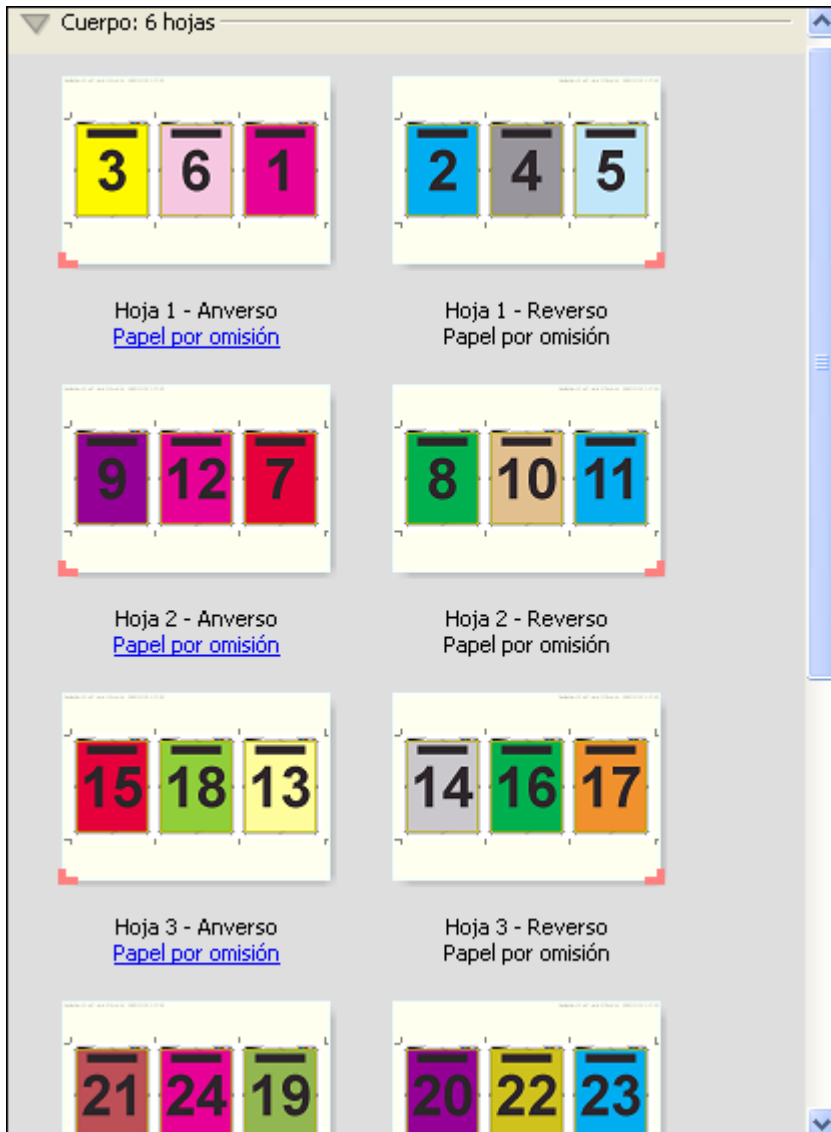 Cuerpo: 6 hojas
3 6 1
2 4 5
Hoja 1 - Anverso
Papel por omisión
Hoja 1 - Reverso
Papel por omisión
9 12 7
8 10 11
Hoja 2 - Anverso
Papel por omisión
Hoja 2 - Reverso
Papel por omisión
15 18 13
14 16 17
Hoja 3 - Anverso
Papel por omisión
Hoja 3 - Reverso
Papel por omisión
21 24 19
20 22 23